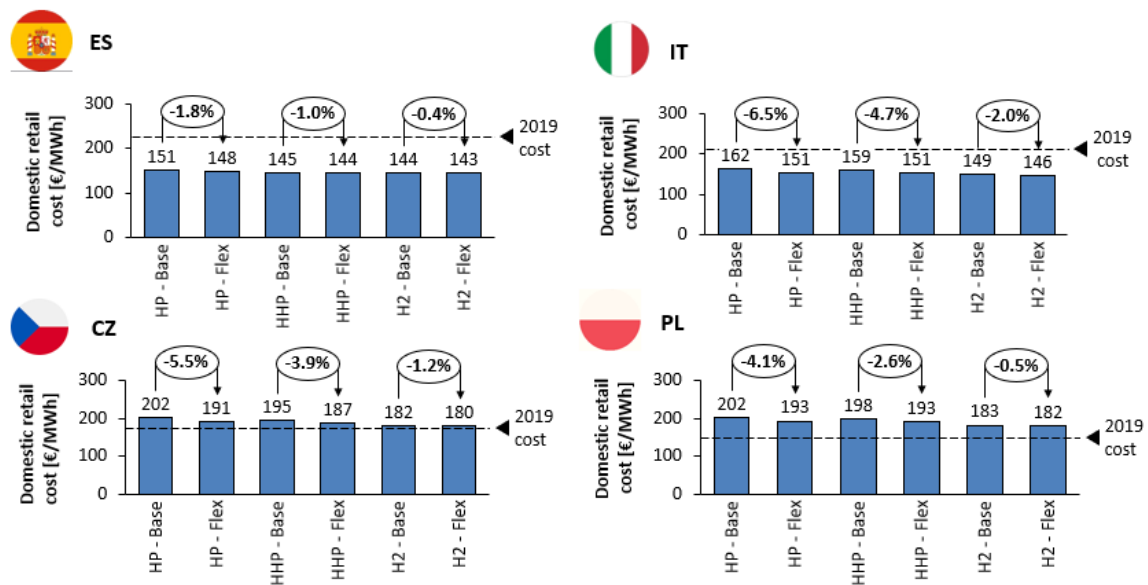 ES
Domestic retail
cost [€/MWh]
300
200
100
0
-1.8%
-1.0%
-0.4%
151
148
145
144
144
143
2019
cost
HP - Base
HP - Flex
HHP - Base
HHP - Flex
H2 - Base
H2 - Flex
IT
Domestic retail
cost [€/MWh]
300
200
100
0
-6.5%
-4.7%
-2.0%
162
151
159
151
149
146
2019
cost
HP - Base
HP - Flex
HHP - Base
HHP - Flex
H2 - Base
H2 - Flex
CZ
Domestic retail
cost [€/MWh]
300
200
100
0
-5.5%
-3.9%
-1.2%
202
191
195
187
182
180
2019
cost
HP - Base
HP - Flex
HHP - Base
HHP - Flex
H2 - Base
H2 - Flex
PL
Domestic retail
cost [€/MWh]
300
200
100
0
-4.1%
-2.6%
-0.5%
202
193
198
193
183
182
2019
cost
HP - Base
HP - Flex
HHP - Base
HHP - Flex
H2 - Base
H2 - Flex